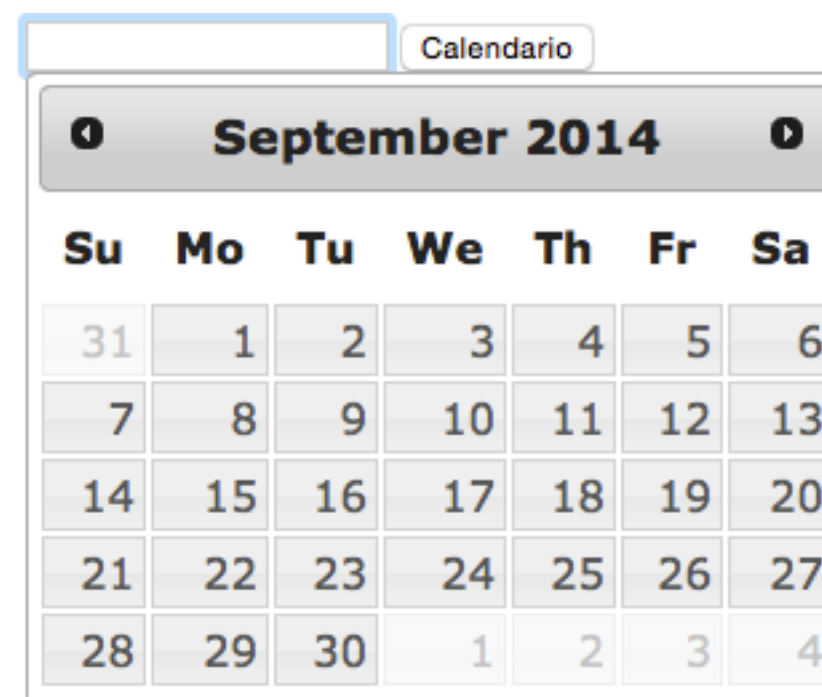 Calendario
September 2014
Su Mo Tu We Th Fr Sa
31 1 2 3 4 5 6
7 8 9 10 11 12 13
14 15 16 17 18 19 20
21 22 23 24 25 26 27
28 29 30 1 2 3 4